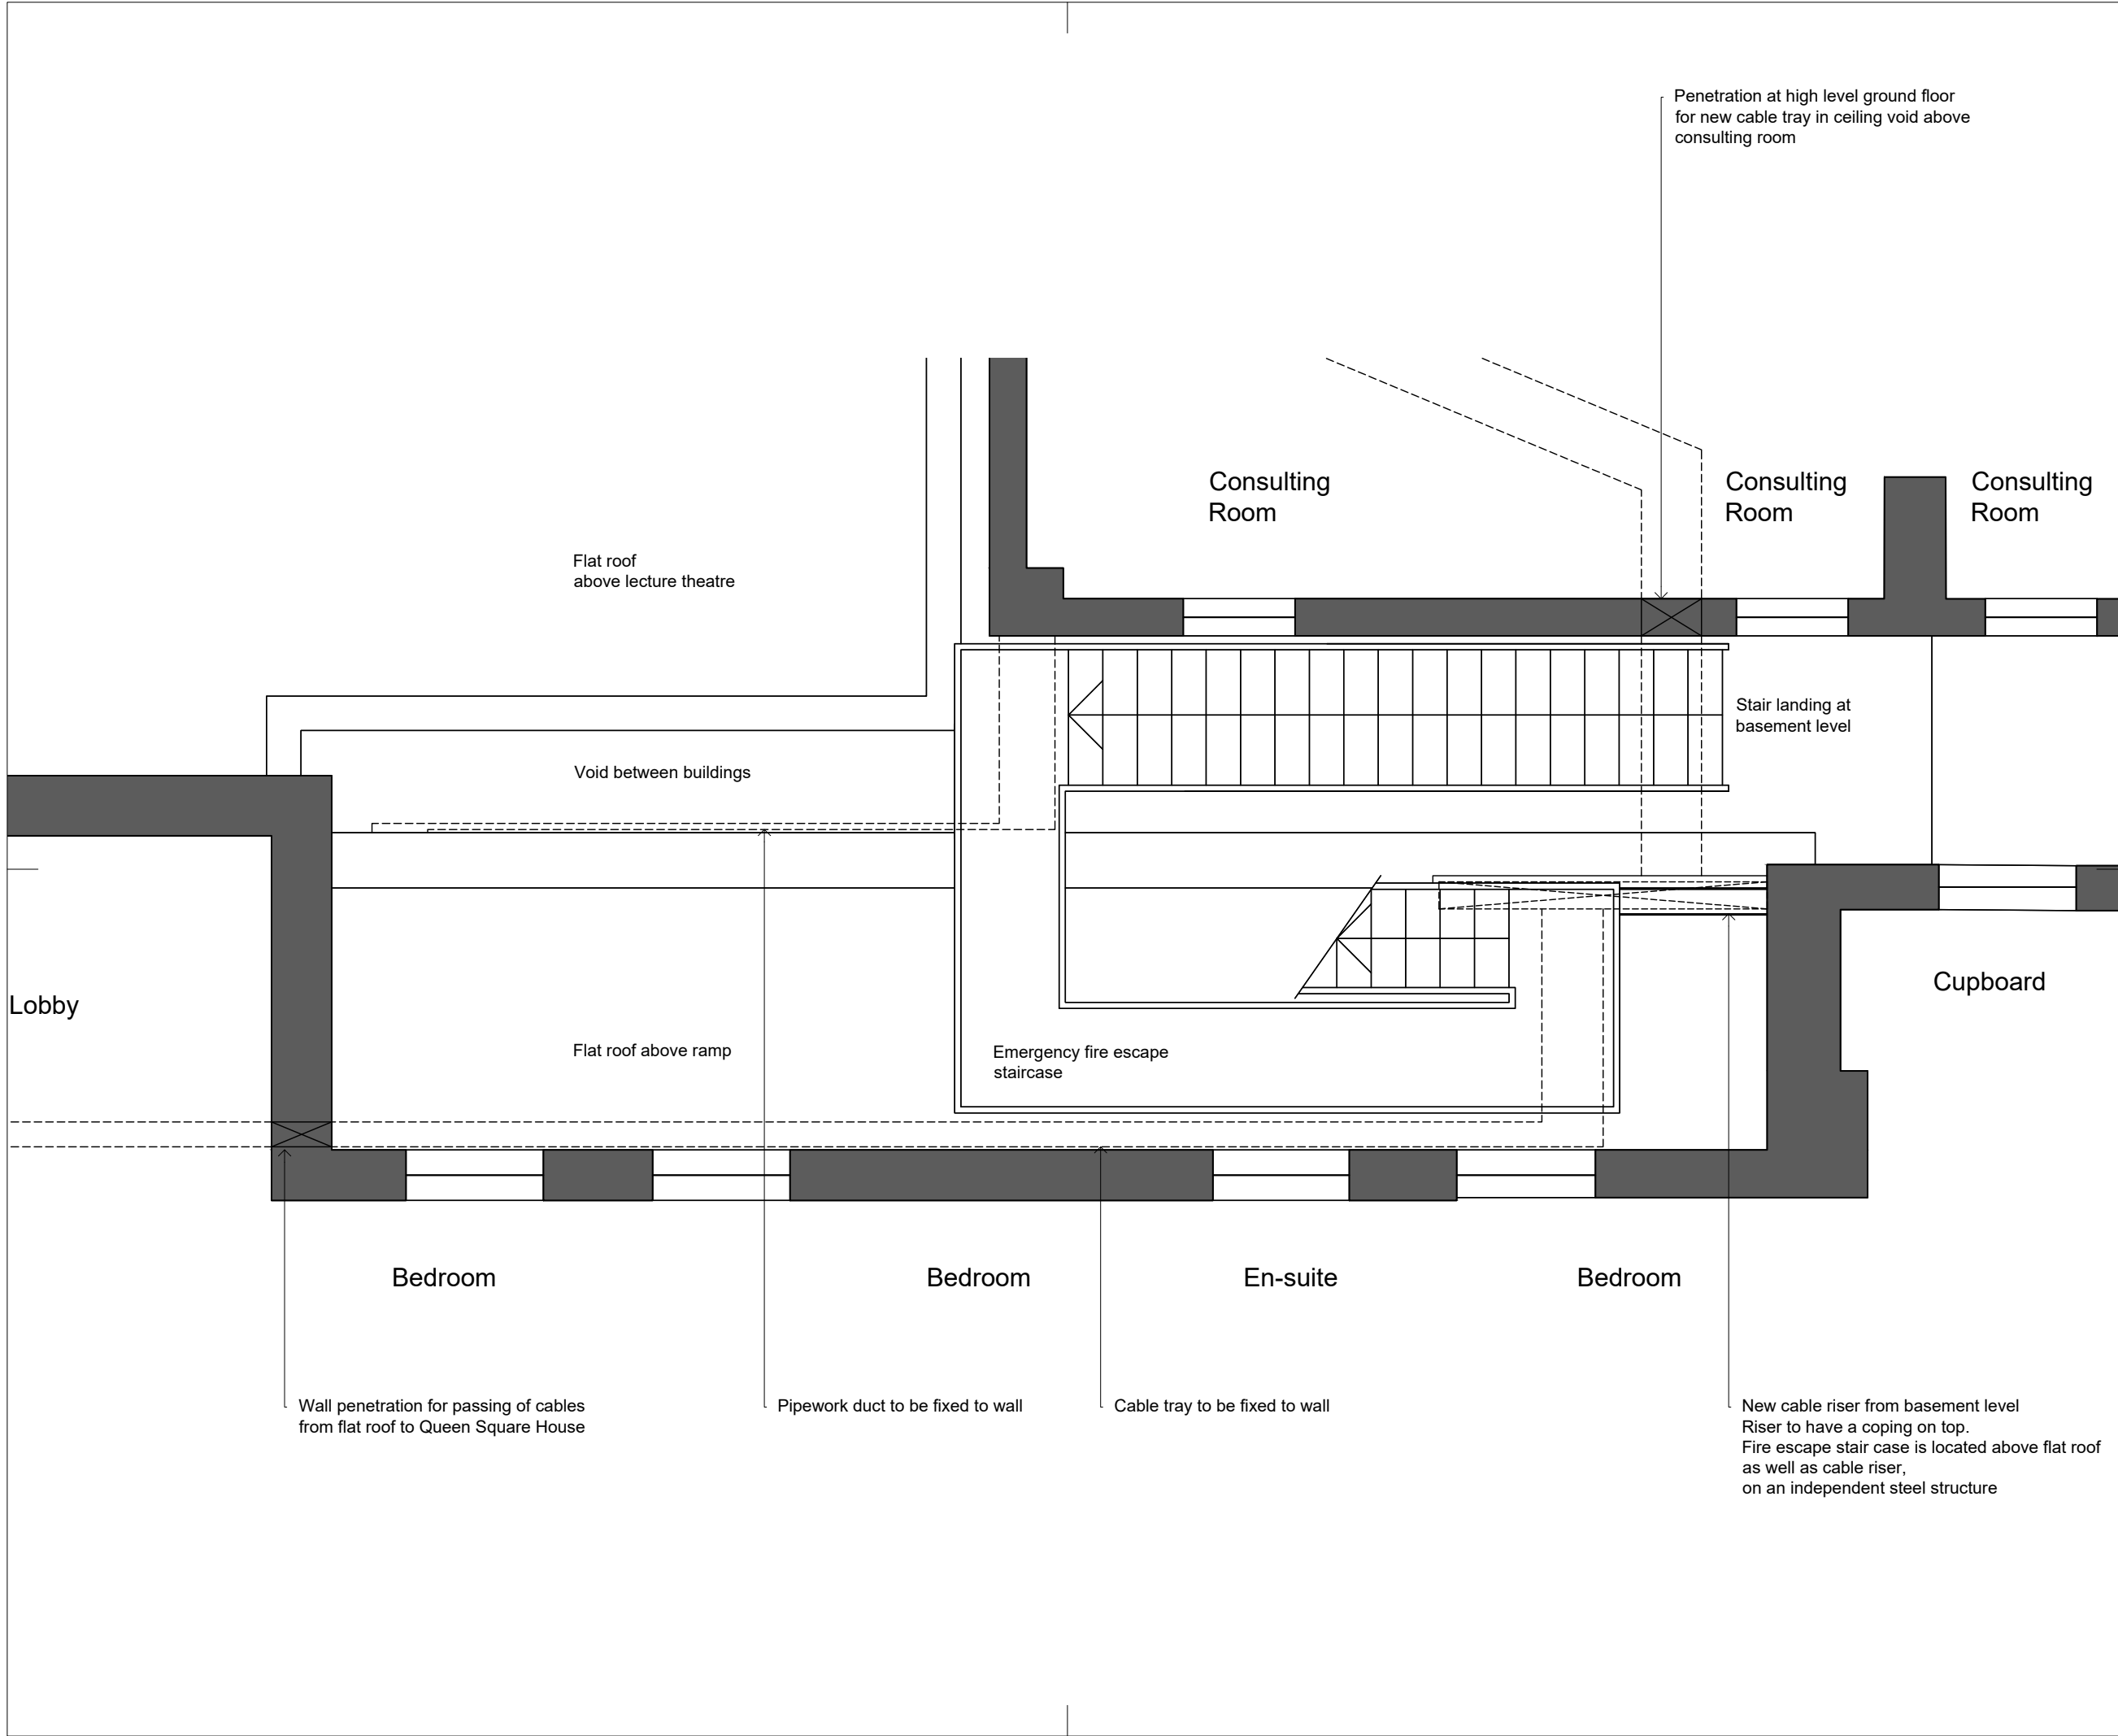 Penetration at high level ground floor
for new cable tray in ceiling void above
consulting room
Consulting
Room
Consulting
Room
Consulting
Room
Flat roof
above lecture theatre
Stair landing at
basement level
Void between buildings
Lobby
Cupboard
Flat roof above ramp
Emergency fire escape
staircase
Bedroom
Bedroom
En-suite
Bedroom
Wall penetration for passing of cables
from flat roof to Queen Square House
Pipework duct to be fixed to wall
Cable tray to be fixed to wall
New cable riser from basement level
Riser to have a coping on top.
Fire escape stair case is located above flat roof
as well as cable riser,
on an independent steel structure